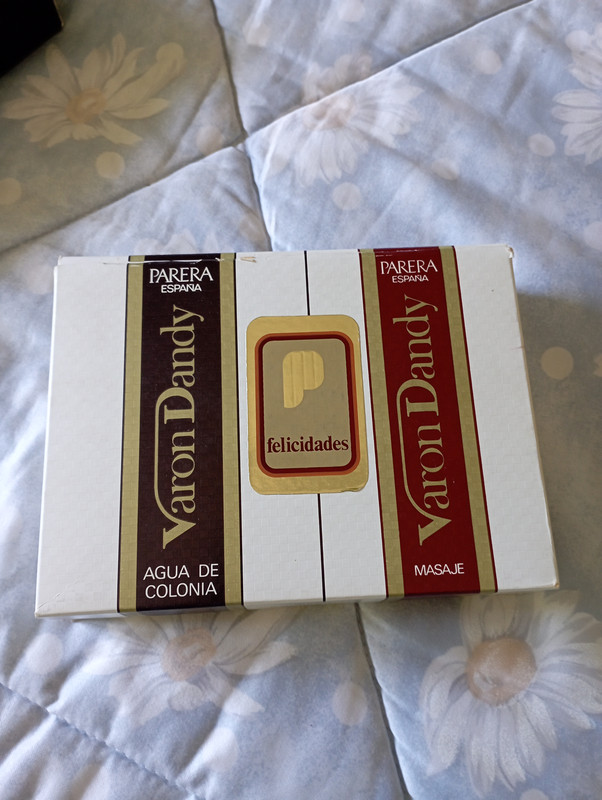 PARERA
ESPAÑA
Varon Dandy
AGUA DE
COLONIA
P
felicidades
PARERA
ESPAÑA
Varon Dandy
MASAJE